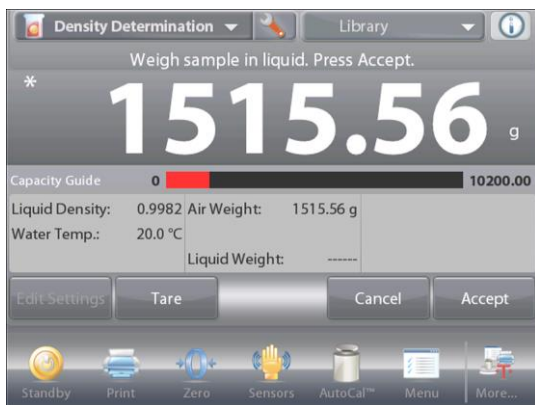 Density Determination Library
Weigh sample in liquid. Press Accept.
* 1515.56 g
Capacity Guide 0 10200.00
Liquid Density: 0.9982 Air Weight: 1515.56 g
Water Temp.: 20.0 °C
Liquid Weight: ------
Edit Settings Tare Cancel Accept
Standby Print Zero Sensors AutoCal™ Menu More...